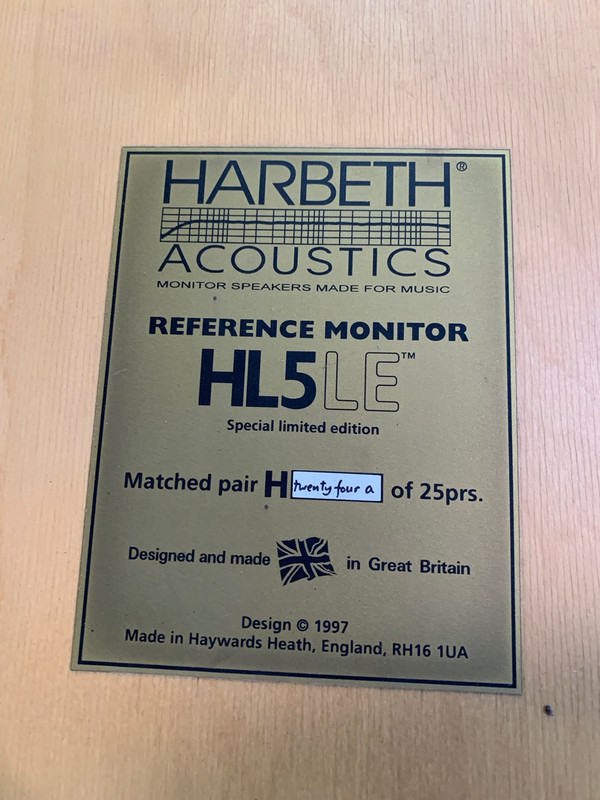 HARBETH®
ACOUSTICS
MONITOR SPEAKERS MADE FOR MUSIC
REFERENCE MONITOR
HL5LE™
Special limited edition
Matched pair H twenty four a of 25prs.
Designed and made in Great Britain
Design © 1997
Made in Haywards Heath, England, RH16 1UA